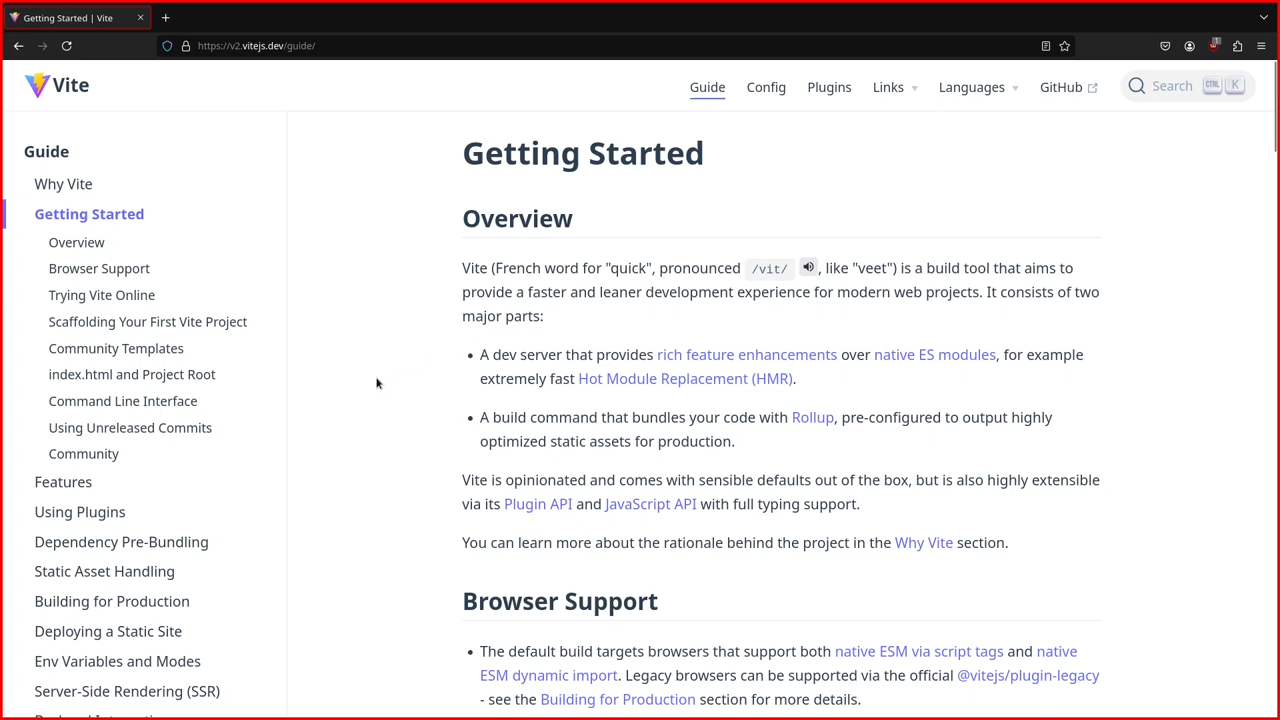 Getting Started | Vite
https://v2.vitejs.dev/guide/
1
Vite
Guide
Config
Plugins
Links
Languages
GitHub
Search
CTRL
K
Guide
Why Vite
Getting Started
Overview
Browser Support
Trying Vite Online
Scaffolding Your First Vite Project
Community Templates
index.html and Project Root
Command Line Interface
Using Unreleased Commits
Community
Features
Using Plugins
Dependency Pre-Bundling
Static Asset Handling
Building for Production
Deploying a Static Site
Env Variables and Modes
Server-Side Rendering (SSR)
Getting Started
Overview
Vite (French word for "quick", pronounced /vit/ , like "veet") is a build tool that aims to
provide a faster and leaner development experience for modern web projects. It consists of two
major parts:
• A dev server that provides rich feature enhancements over native ES modules, for example
extremely fast Hot Module Replacement (HMR).
• A build command that bundles your code with Rollup, pre-configured to output highly
optimized static assets for production.
Vite is opinionated and comes with sensible defaults out of the box, but is also highly extensible
via its Plugin API and JavaScript API with full typing support.
You can learn more about the rationale behind the project in the Why Vite section.
Browser Support
• The default build targets browsers that support both native ESM via script tags and native
ESM dynamic import. Legacy browsers can be supported via the official @vitejs/plugin-legacy
- see the Building for Production section for more details.